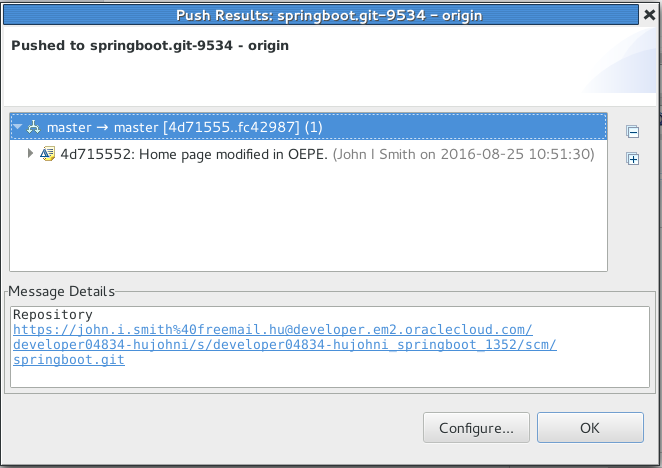 Push Results: springboot.git-9534 - origin
Pushed to springboot.git-9534 - origin
master → master [4d71555..fc42987] (1)
4d715552: Home page modified in OEPE. (John I Smith on 2016-08-25 10:51:30)
Message Details
Repository
https://john.i.smith%40freemail.hu@developer.em2.oraclecloud.com/
developer04834-hujohni/s/developer04834-hujohni_springboot_1352/scm/
springboot.git
Configure... OK